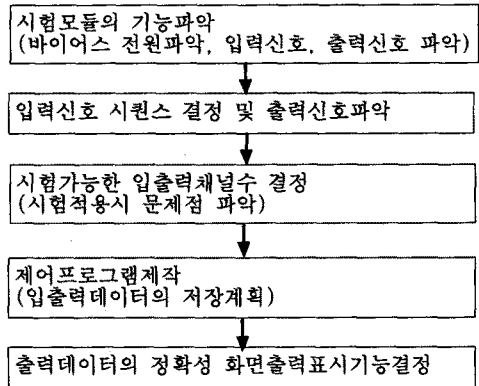 시험모듈의 기능파악
(바이어스 전원파악, 입력신호, 출력신호 파악)
입력신호 시퀀스 결정 및 출력신호파악
시험가능한 입출력채널수 결정
(시험적용시 문제점 파악)
제어프로그램제작
(입출력데이터의 저장계획)
출력데이터의 정확성 화면출력표시기능결정